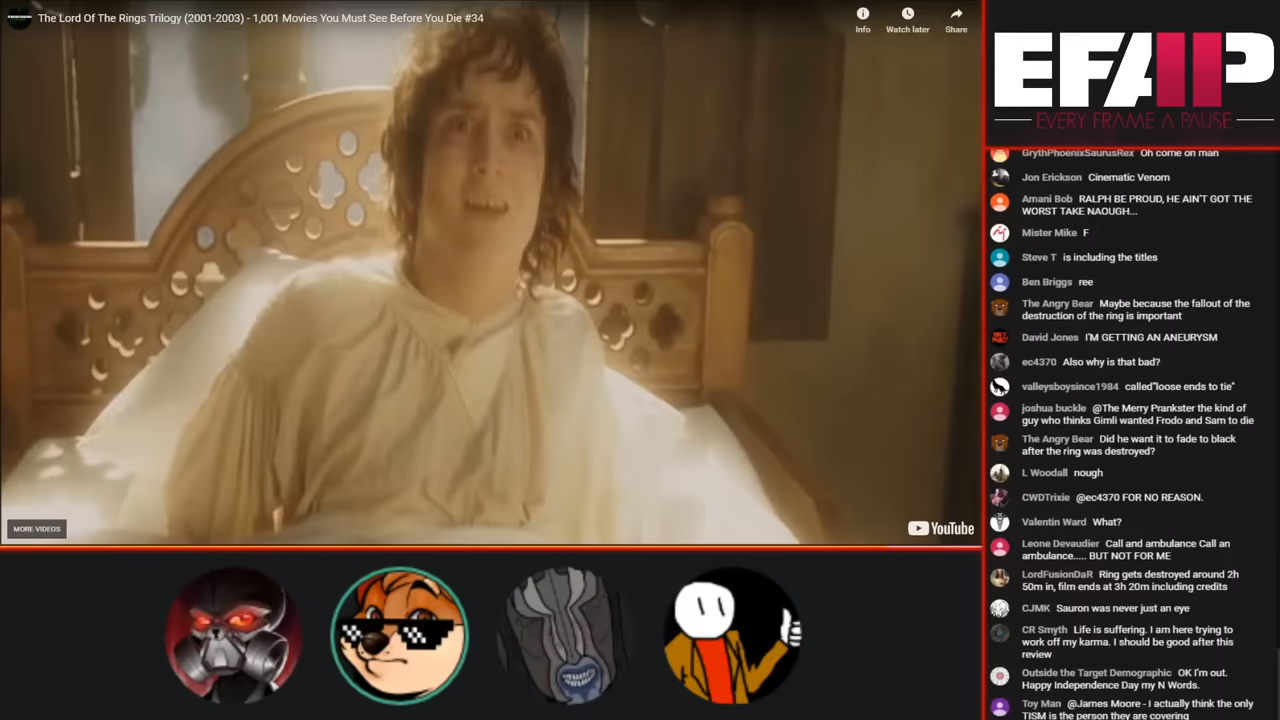 The Lord Of The Rings Trilogy (2001-2003) - 1,001 Movies You Must See Before You Die #34
Info
Watch later
Share
MORE VIDEOS
YouTube
EFAP
EVERY FRAME A PAUSE
GrythPhoenixSaurusRex Oh come on man
Jon Erickson Cinematic Venom
Amani Bob RALPH BE PROUD, HE AIN'T GOT THE
WORST TAKE NAOUGH...
Mister Mike F
Steve T is including the titles
Ben Briggs ree
The Angry Bear Maybe because the fallout of the
destruction of the ring is important
David Jones I'M GETTING AN ANEURYSM
ec4370 Also why is that bad?
valleysboysince1984 called"loose ends to tie"
joshua buckle @The Merry Prankster the kind of
guy who thinks Gimli wanted Frodo and Sam to die
The Angry Bear Did he want it to fade to black
after the ring was destroyed?
L Woodall nough
CWDTrixie @ec4370 FOR NO REASON.
Valentin Ward What?
Leone Devaudier Call and ambulance Call an
ambulance..... BUT NOT FOR ME
LordFusionDaR Ring gets destroyed around 2h
50m in, film ends at 3h 20m including credits
CJMK Sauron was never just an eye
CR Smyth Life is suffering. I am here trying to
work off my karma. I should be good after this
review
Outside the Target Demographic OK I'm out.
Happy Independence Day my N Words.
Toy Man @James Moore - I actually think the only
TISM is the person they are covering